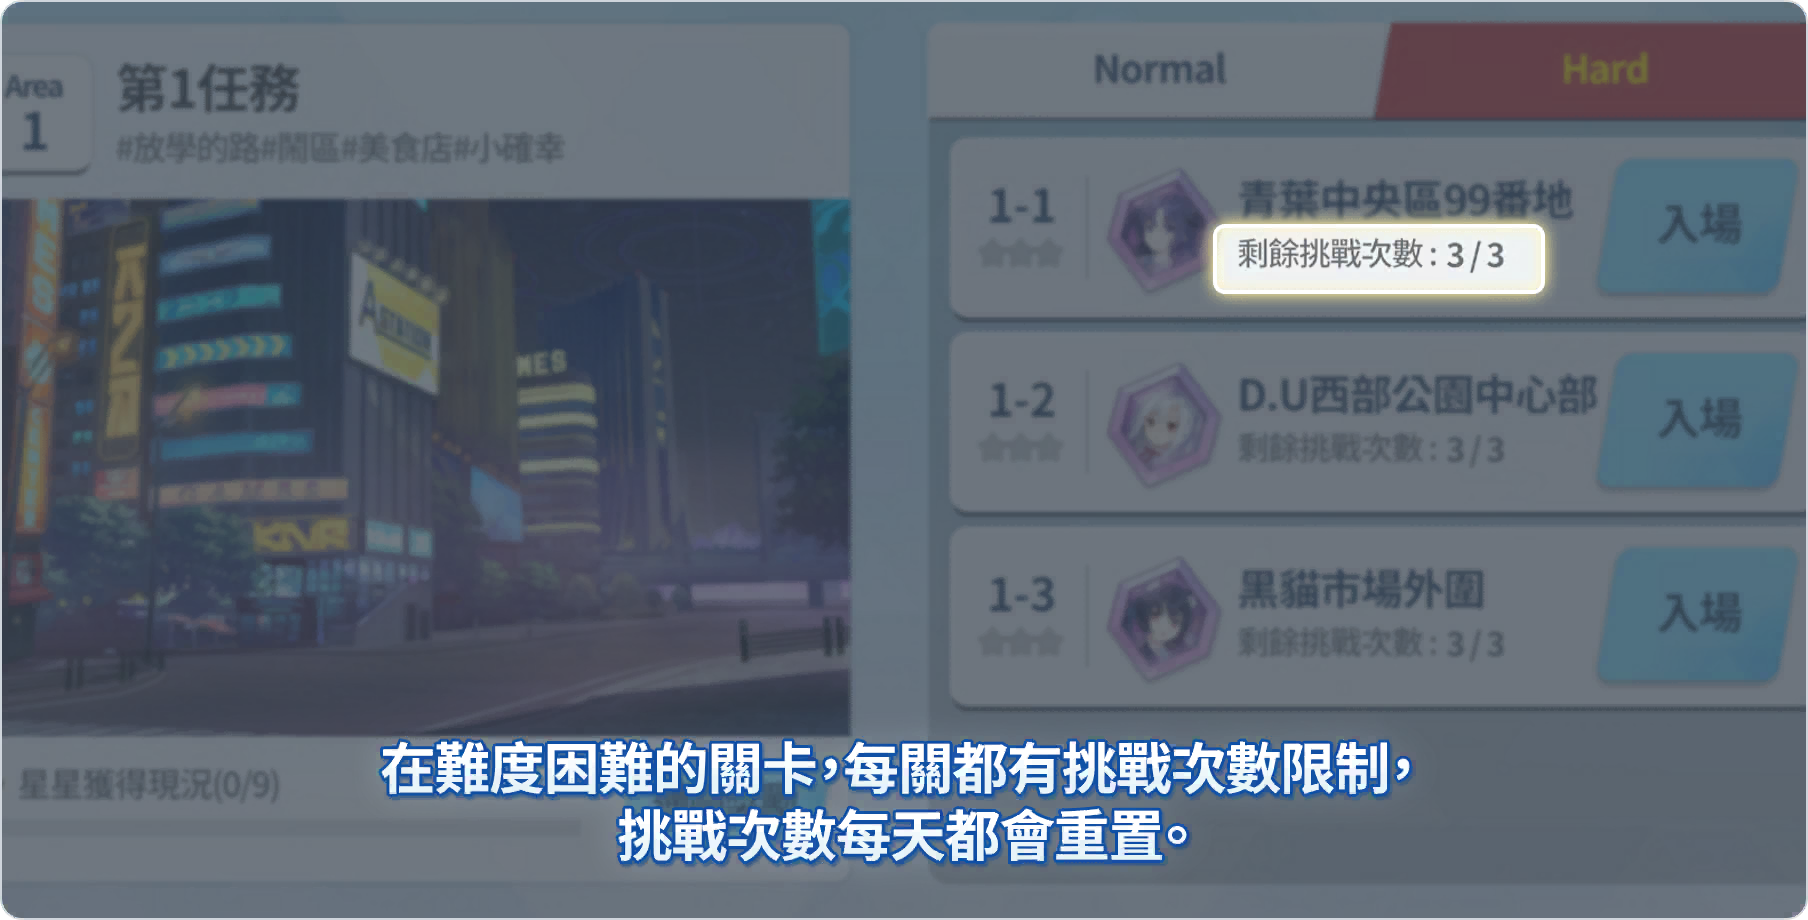 Area
1
第1任務
#放學的路#鬧區#美食店#小確幸
A STATION
MES
KNR
星星獲得現況(0/9)
Normal
Hard
1-1
青葉中央區99番地
剩餘挑戰次數 : 3 / 3
入場
1-2
D.U西部公園中心部
剩餘挑戰次數 : 3 / 3
入場
1-3
黑貓市場外圍
剩餘挑戰次數 : 3 / 3
入場
在難度困難的關卡,每關都有挑戰次數限制,
挑戰次數每天都會重置。